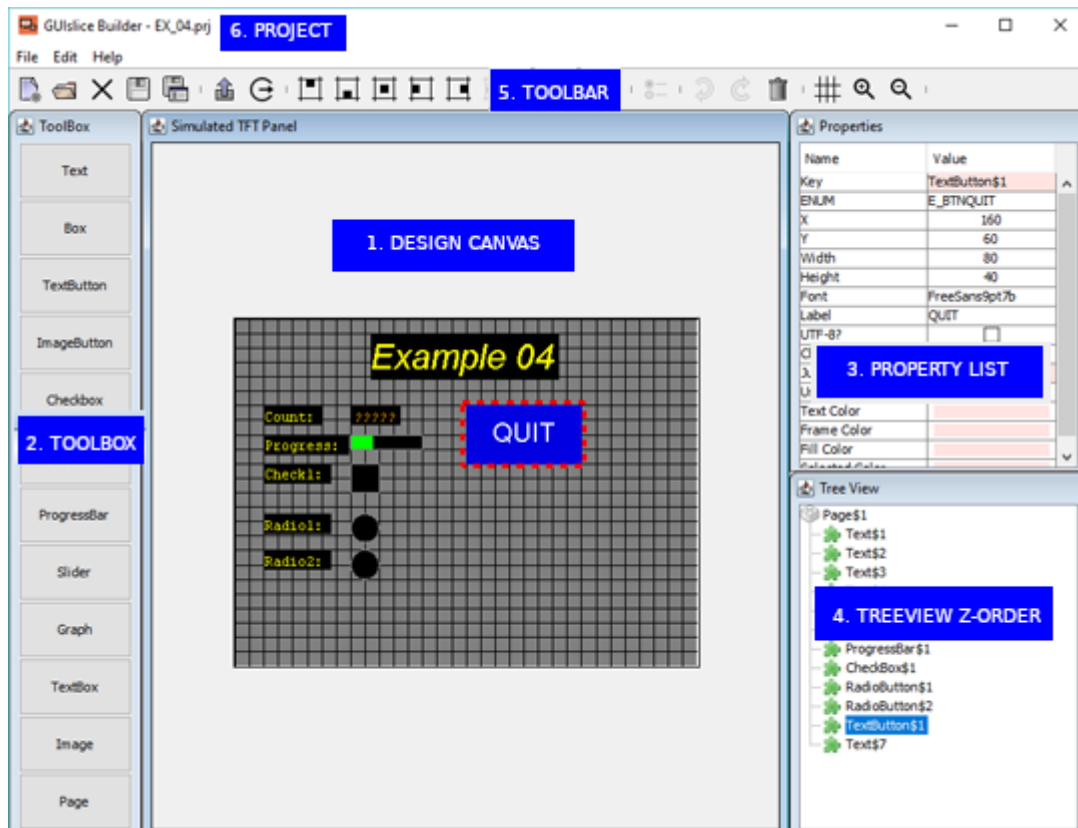 GUIslice Builder - EX_04.prj
6. PROJECT
File Edit Help
5. TOOLBAR
ToolBox
Text
Box
TextButton
ImageButton
Checkbox
2. TOOLBOX
ProgressBar
Slider
Graph
TextBox
Image
Page
Simulated TFT Panel
1. DESIGN CANVAS
Example 04
Count: ?????
Progress:
Check1:
Radio1:
Radio2:
QUIT
Properties
Name Value
Key TextButton$1
ENUM E_BTNQUIT
X 160
Y 60
Width 80
Height 40
Font FreeSans9pt7b
Label QUIT
UTF-8?
3. PROPERTY LIST
Text Color
Frame Color
Fill Color
Selected Color
Tree View
Page$1
Text$1
Text$2
Text$3
4. TREEVIEW Z-ORDER
ProgressBar$1
CheckBox$1
RadioButton$1
RadioButton$2
TextButton$1
Text$7